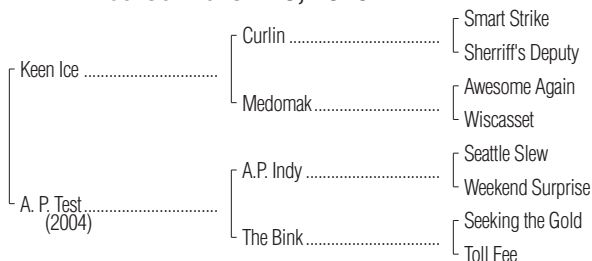 Smart Strike
Curlin
Sherriff's Deputy
Keen Ice
Awesome Again
Medomak
Wiscasset
Seattle Slew
A.P. Indy
Weekend Surprise
A. P. Test
(2004)
Seeking the Gold
The Bink
Toll Fee